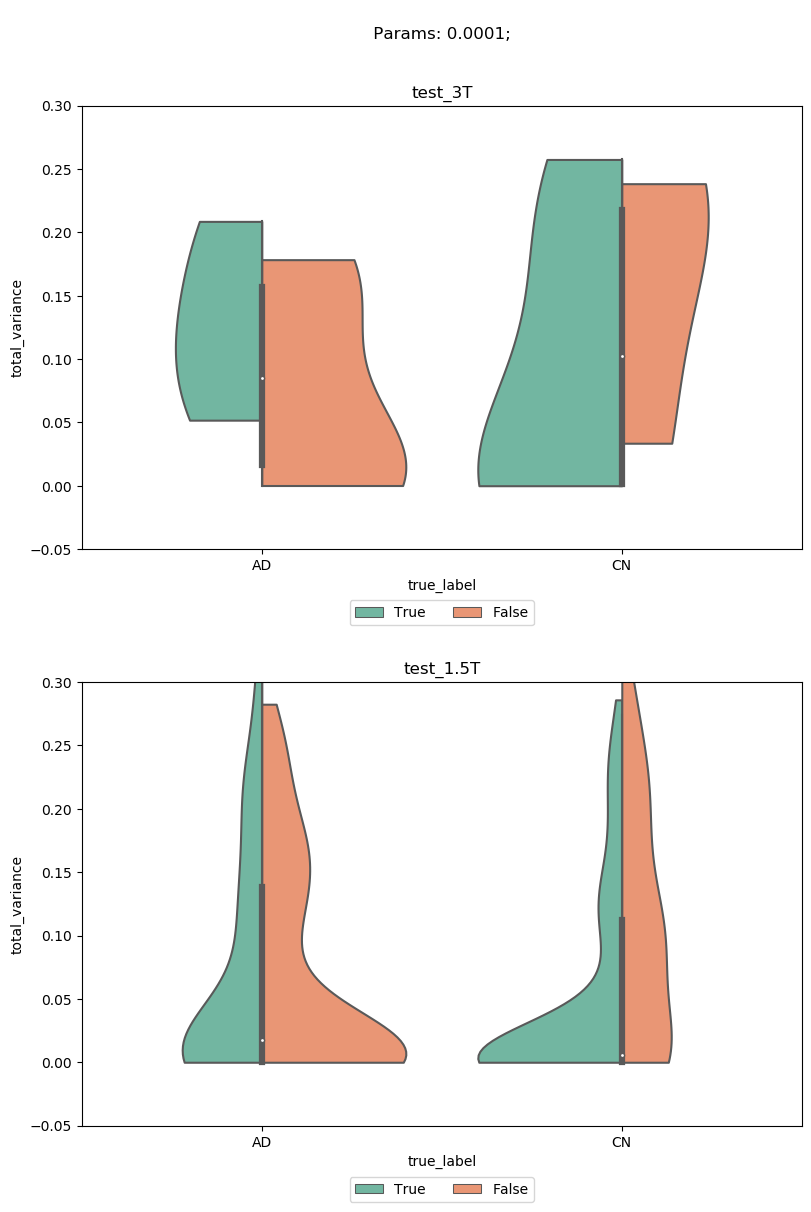 Params: 0.0001;
test_3T
0.30
0.25
0.20
0.15
0.10
0.05
0.00
−0.05
total_variance
AD CN
true_label
True False
test_1.5T
0.30
0.25
0.20
0.15
0.10
0.05
0.00
−0.05
total_variance
AD CN
true_label
True False